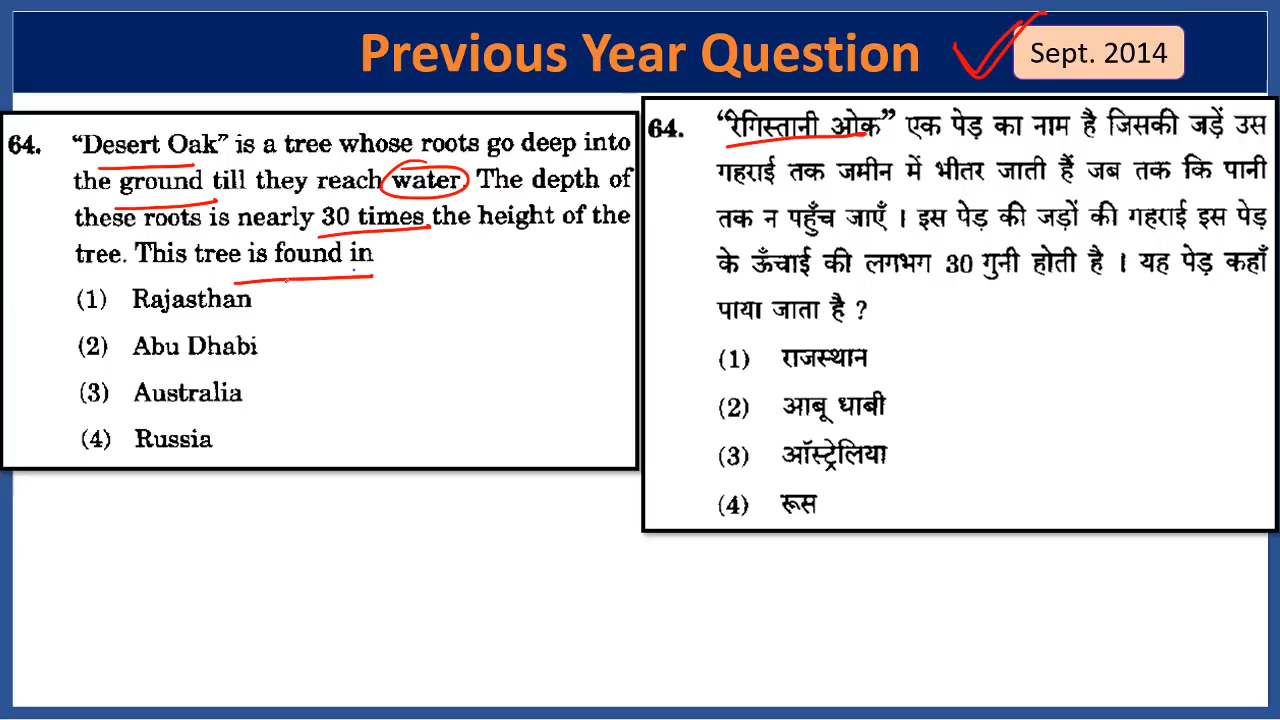 Previous Year Question
Sept. 2014
64. “Desert Oak” is a tree whose roots go deep into
the ground till they reach water. The depth of
these roots is nearly 30 times the height of the
tree. This tree is found in
(1) Rajasthan
(2) Abu Dhabi
(3) Australia
(4) Russia
64. “रेगिस्तानी ओक” एक पेड़ का नाम है जिसकी जड़ें उस
गहराई तक जमीन में भीतर जाती हैं जब तक कि पानी
तक न पहुँच जाएँ । इस पेड़ की जड़ों की गहराई इस पेड़
के ऊँचाई की लगभग 30 गुनी होती है । यह पेड़ कहाँ
पाया जाता है ?
(1) राजस्थान
(2) आबू धाबी
(3) ऑस्ट्रेलिया
(4) रूस